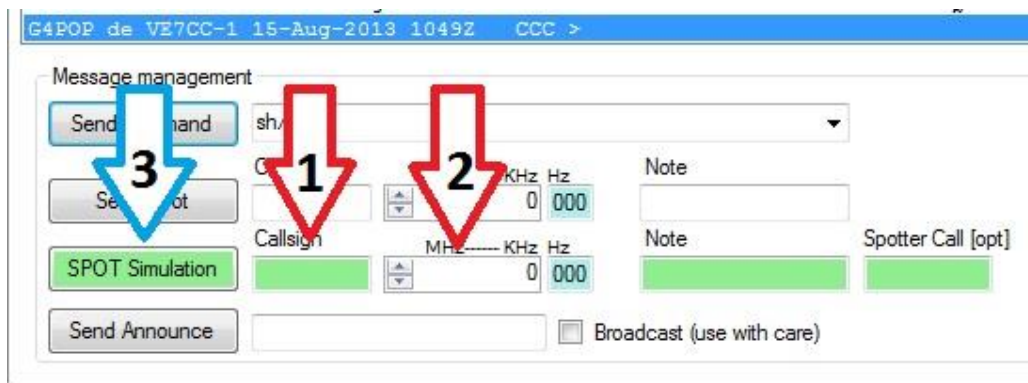 G4POP de VE7CC-1 15-Aug-2013 1049Z CCC >
Message management
Send and sh/
3 1 2
KHz Hz Note
0 000
Callsign MHz------ KHz Hz Note Spotter Call [opt]
SPOT Simulation 0 000
Send Announce Broadcast (use with care)